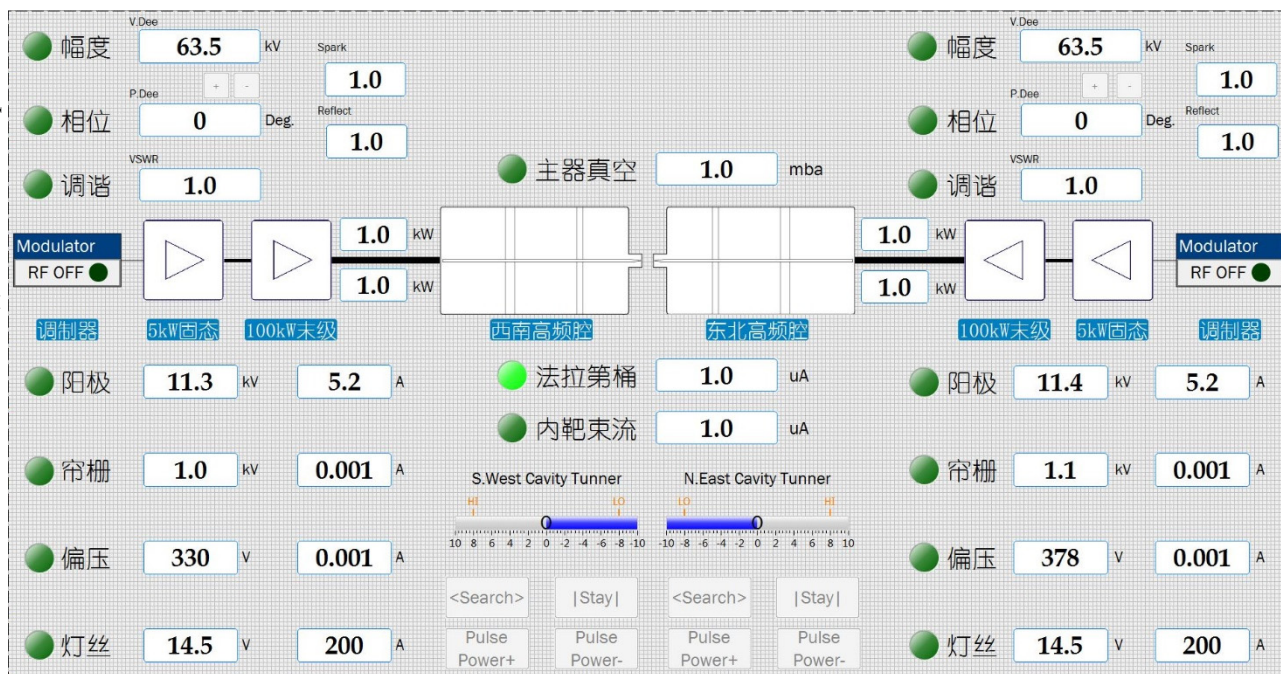 V.Dee V.Dee
幅度 63.5 kV Spark 幅度 63.5 kV Spark
1.0 1.0
+ - + -
P.Dee P.Dee
相位 0 Deg. Reflect 相位 0 Deg. Reflect
1.0 1.0
VSWR VSWR
调谐 1.0 主器真空 1.0 mba 调谐 1.0
Modulator 1.0 kW 1.0 kW Modulator
RF OFF 1.0 kW 1.0 kW RF OFF
调制器 5kW固态 100kW末级 西南高频腔 东北高频腔 100kW末级 5kW固态 调制器
阳极 11.3 kV 5.2 A 法拉第桶 1.0 uA 阳极 11.4 kV 5.2 A
内靶束流 1.0 uA
帘栅 1.0 kV 0.001 A 帘栅 1.1 kV 0.001 A
S.West Cavity Tunner N.East Cavity Tunner
HI LO LO HI
10 8 6 4 2 0 -2 -4 -6 -8 -10 -10 -8 -6 -4 -2 0 2 4 6 8 10
偏压 330 V 0.001 A 偏压 378 V 0.001 A
<Search> |Stay| <Search> |Stay|
灯丝 14.5 V 200 A Pulse Power+ Pulse Power- Pulse Power+ Pulse Power- 灯丝 14.5 V 200 A